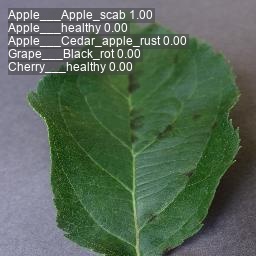 Apple___Apple_scab 1.00
Apple___healthy 0.00
Apple___Cedar_apple_rust 0.00
Grape___Black_rot 0.00
Cherry___healthy 0.00